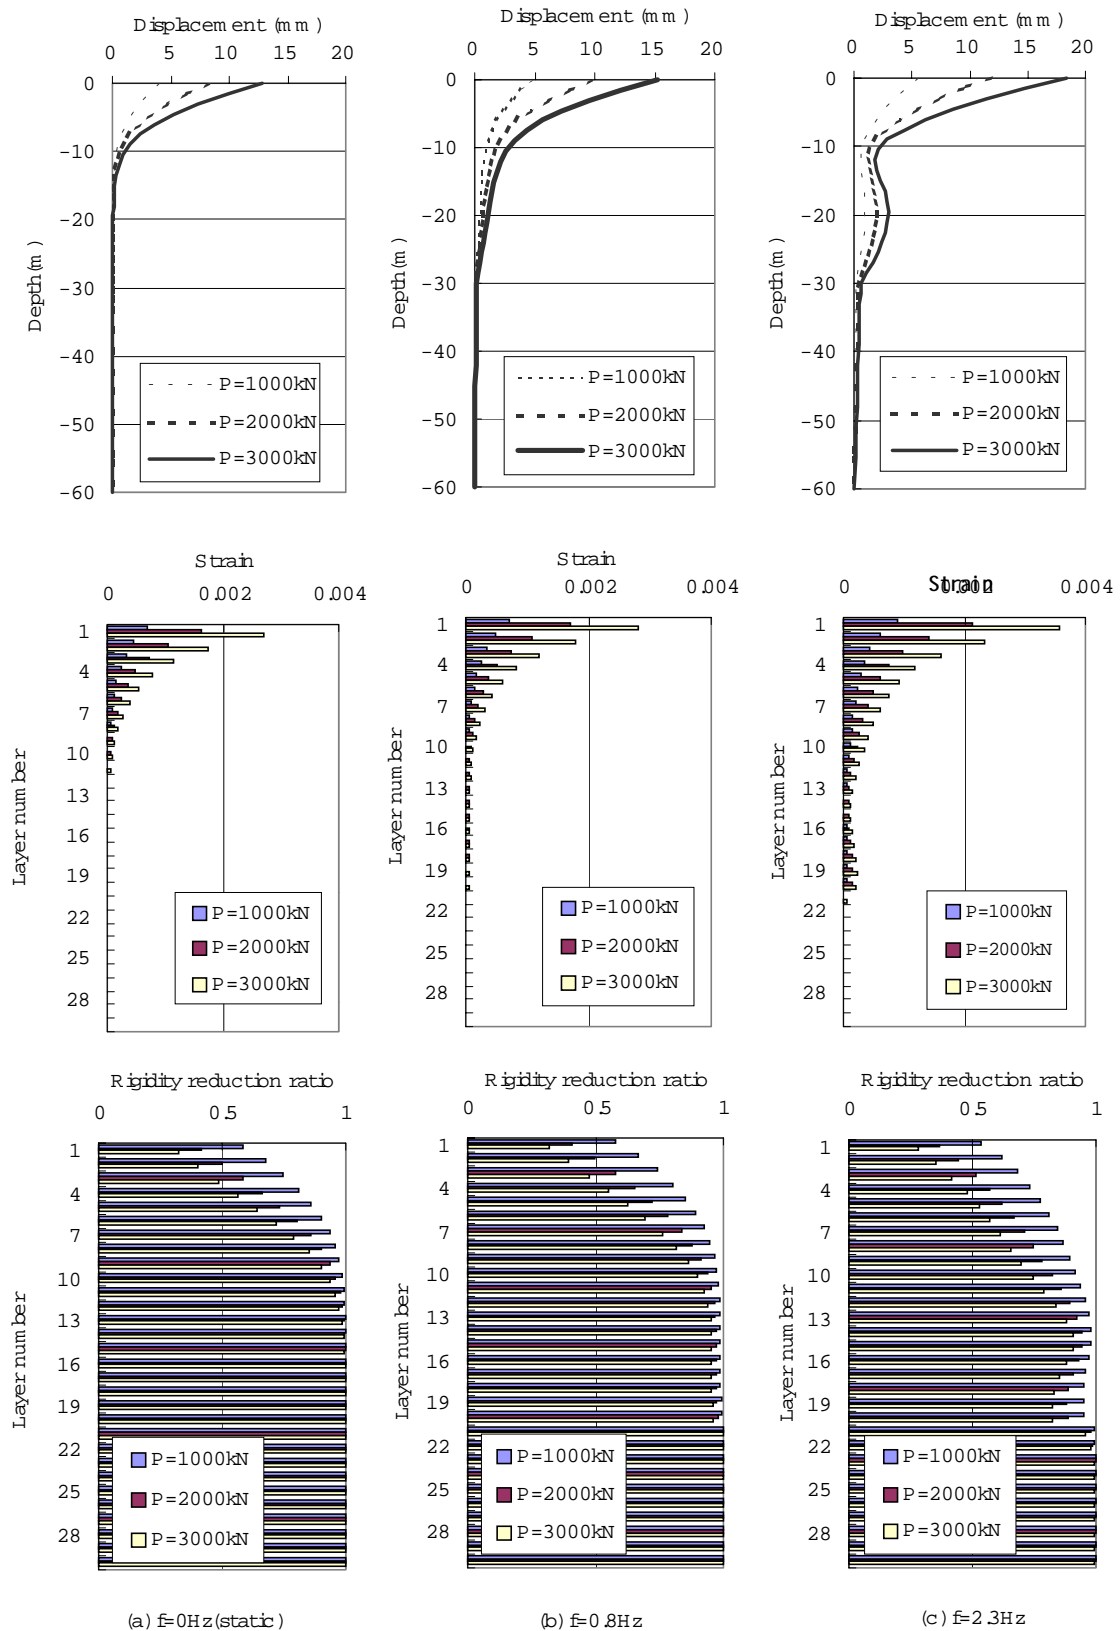 Displacement (mm)
0 5 10 15 20
0
-10
-20
-30
-40
-50
-60
Depth(m)
P=1000kN
P=2000kN
P=3000kN
Displacement (mm)
0 5 10 15 20
0
-10
-20
-30
-40
-50
-60
Depth(m)
P=1000kN
P=2000kN
P=3000kN
Displacement (mm)
0 5 10 15 20
0
-10
-20
-30
-40
-50
-60
Depth(m)
P=1000kN
P=2000kN
P=3000kN
Strain
0 0.002 0.004
1
4
7
10
13
16
19
22
25
28
Layer number
P=1000kN
P=2000kN
P=3000kN
Strain
0 0.002 0.004
1
4
7
10
13
16
19
22
25
28
Layer number
P=1000kN
P=2000kN
P=3000kN
Strain
0 0.002 0.004
1
4
7
10
13
16
19
22
25
28
Layer number
P=1000kN
P=2000kN
P=3000kN
Rigidity reduction ratio
0 0.5 1
1
4
7
10
13
16
19
22
25
28
Layer number
P=1000kN
P=2000kN
P=3000kN
Rigidity reduction ratio
0 0.5 1
1
4
7
10
13
16
19
22
25
28
Layer number
P=1000kN
P=2000kN
P=3000kN
Rigidity reduction ratio
0 0.5 1
1
4
7
10
13
16
19
22
25
28
Layer number
P=1000kN
P=2000kN
P=3000kN
(a) f=0Hz(static)
(b) f=0.8Hz
(c) f=2.3Hz